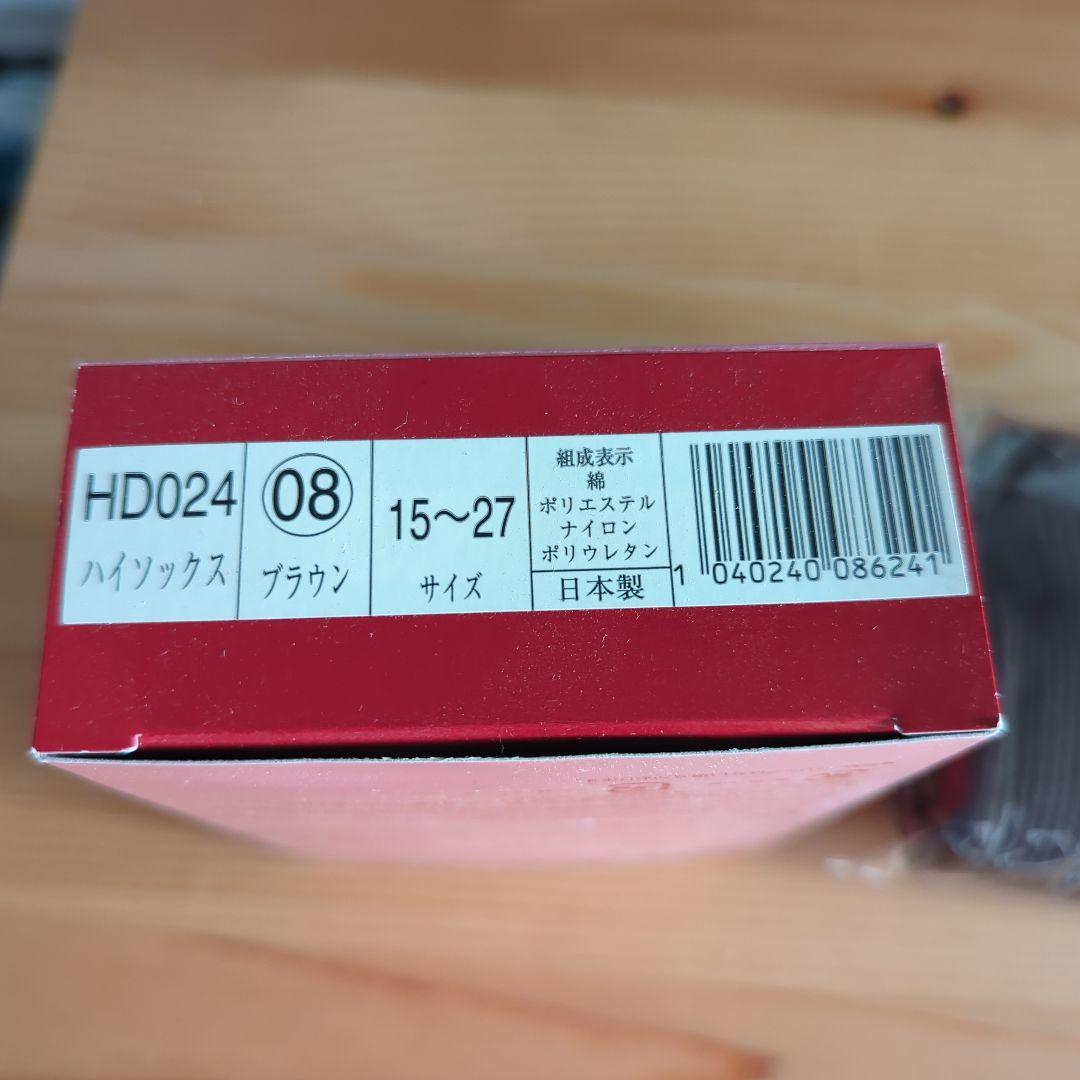 HD024
ハイソックス
08
ブラウン
15～27
サイズ
組成表示
綿
ポリエステル
ナイロン
ポリウレタン
日本製
1 040240 086241